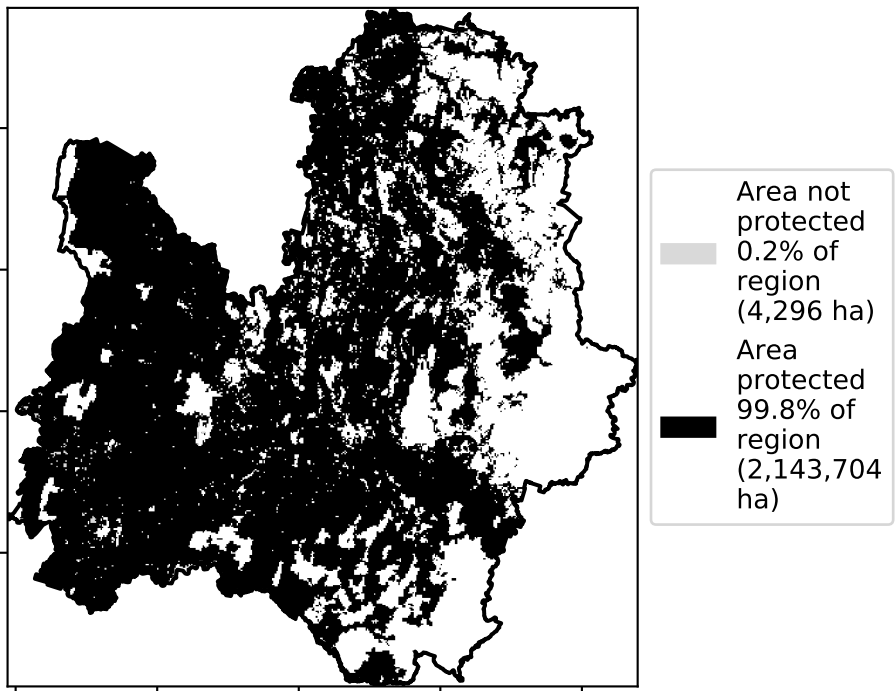 Area not
protected
0.2% of
region
(4,296 ha)
Area
protected
99.8% of
region
(2,143,704
ha)